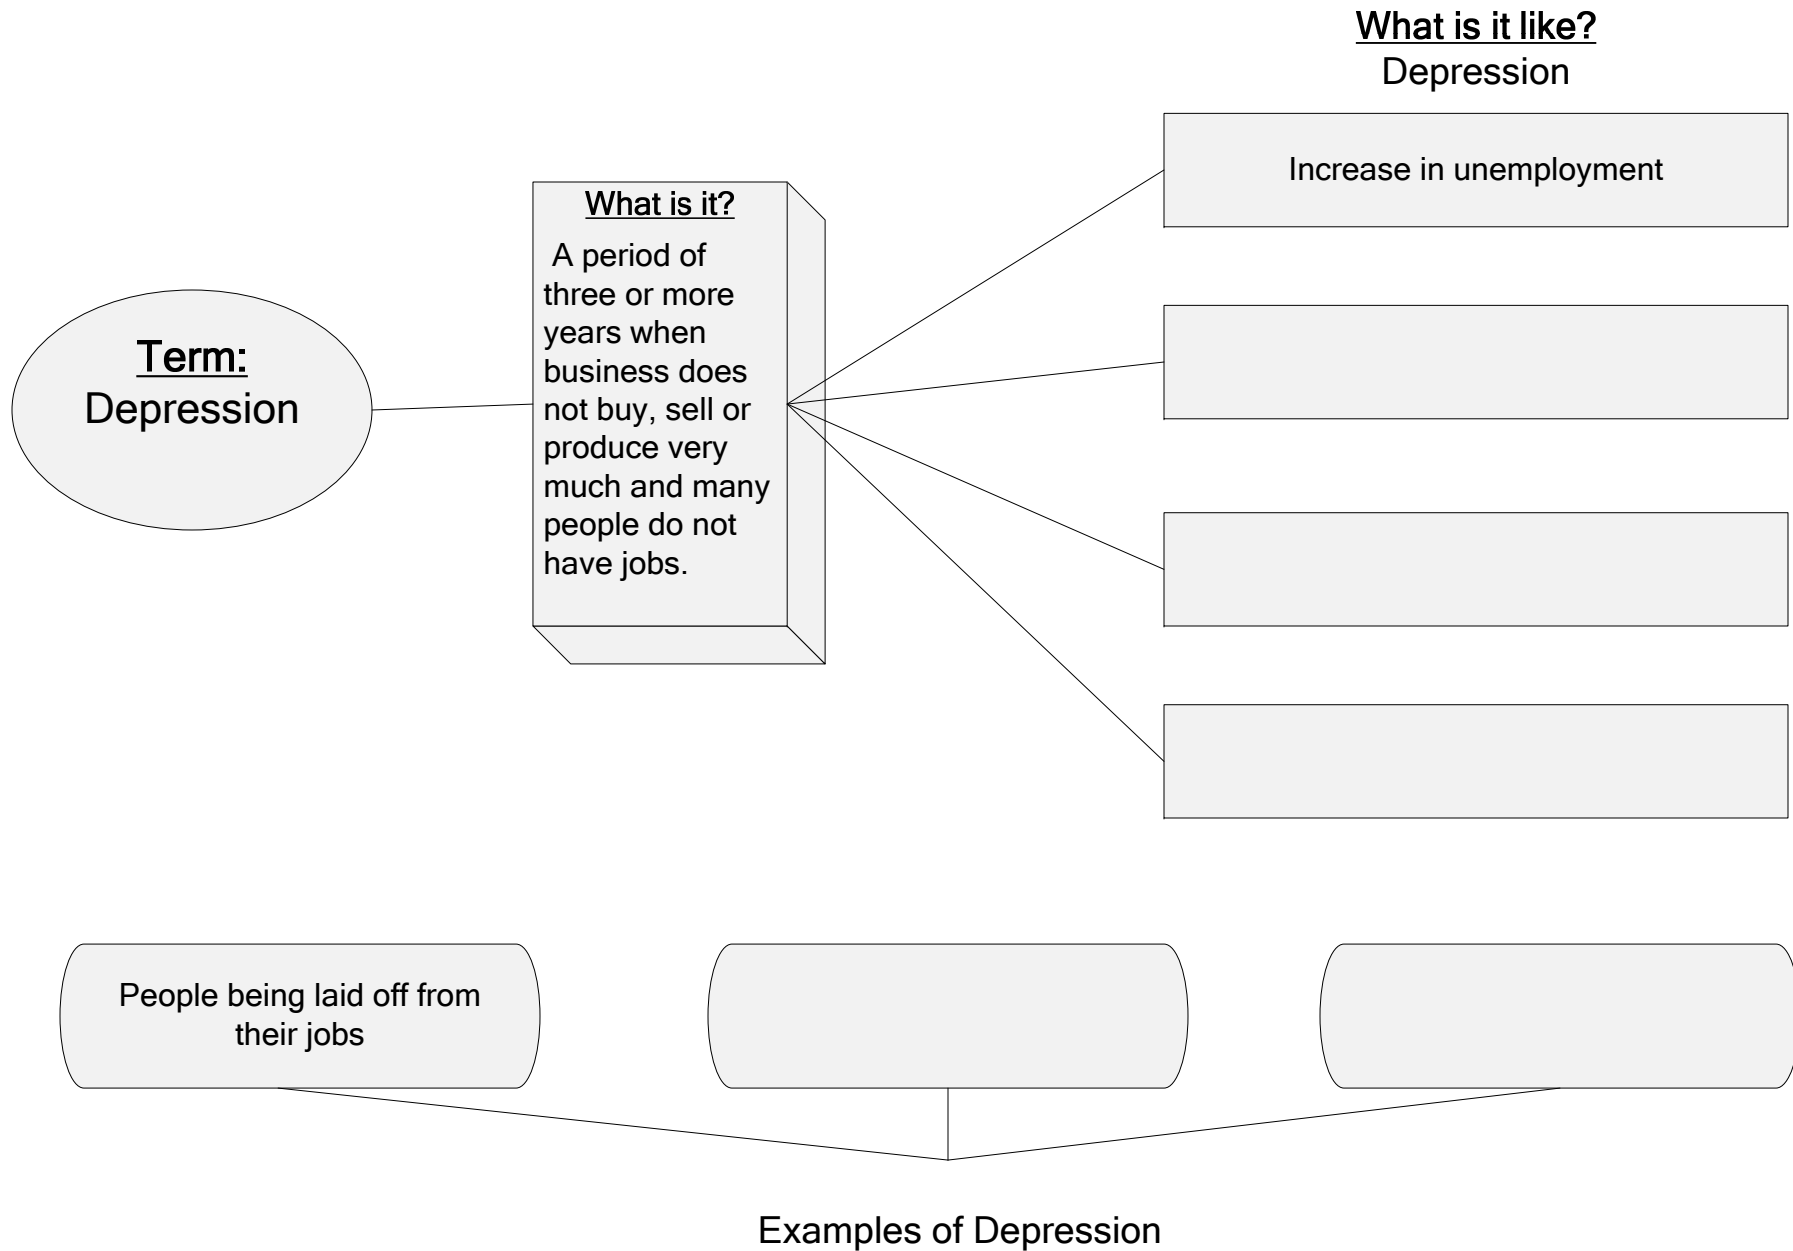 What is it like?
Depression
Increase in unemployment
What is it?
A period of
three or more
years when
business does
not buy, sell or
produce very
much and many
people do not
have jobs.
Term:
Depression
People being laid off from
their jobs
Examples of Depression